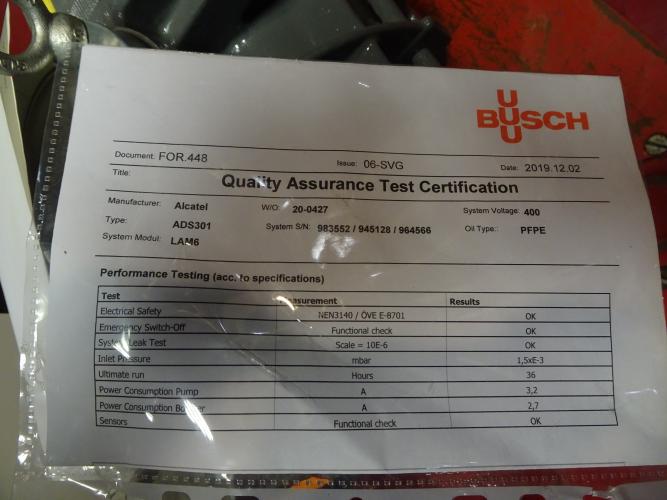 BUSCH
Document: FOR.448 Issue: 06-SVG Date: 2019.12.02
Title: Quality Assurance Test Certification
Manufacturer: Alcatel W/O: 20-0427 System Voltage: 400
Type: ADS301 System S/N: 983552 / 945128 / 964566 Oil Type:: PFPE
System Modul: LAM6
Performance Testing (acc. to specifications)
Test Results
Electrical Safety NEN3140 / ÖVE E-8701 OK
Emergency Switch-Off Functional check OK
System Leak Test Scale = 10E-6 OK
Inlet Pressure mbar 1,5xE-3
Ultimate run Hours 36
Power Consumption Pump A 3,2
Power Consumption A 2,7
Sensors Functional check OK